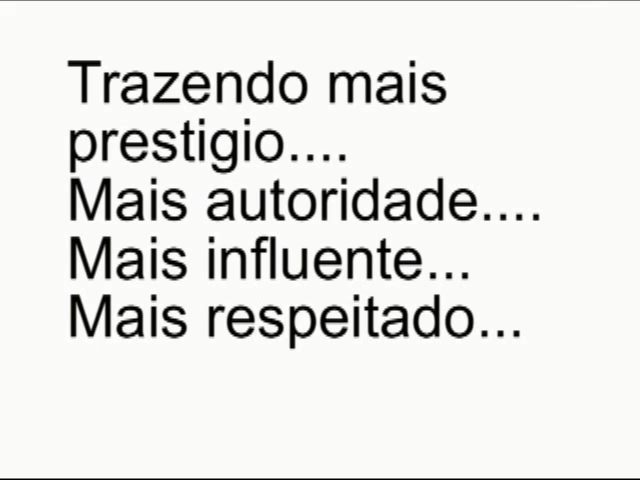 Trazendo mais
prestigio....
Mais autoridade....
Mais influente...
Mais respeitado...